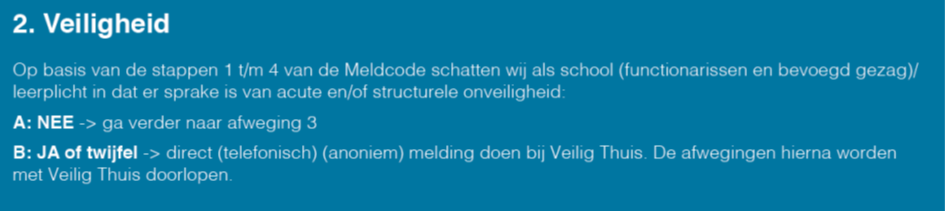 2. Veiligheid
Op basis van de stappen 1 t/m 4 van de Meldcode schatten wij als school (functionarissen en bevoegd gezag)/
leerplicht in dat er sprake is van acute en/of structurele onveiligheid:
A: NEE -> ga verder naar afweging 3
B: JA of twijfel -> direct (telefonisch) (anoniem) melding doen bij Veilig Thuis. De afwegingen hierna worden
met Veilig Thuis doorlopen.